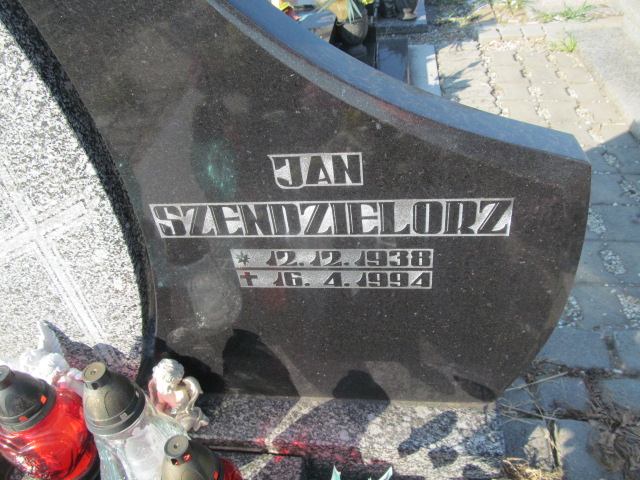 JAN
SZENDZIELORZ
* 12.12.1938
✝ 16.4.1994